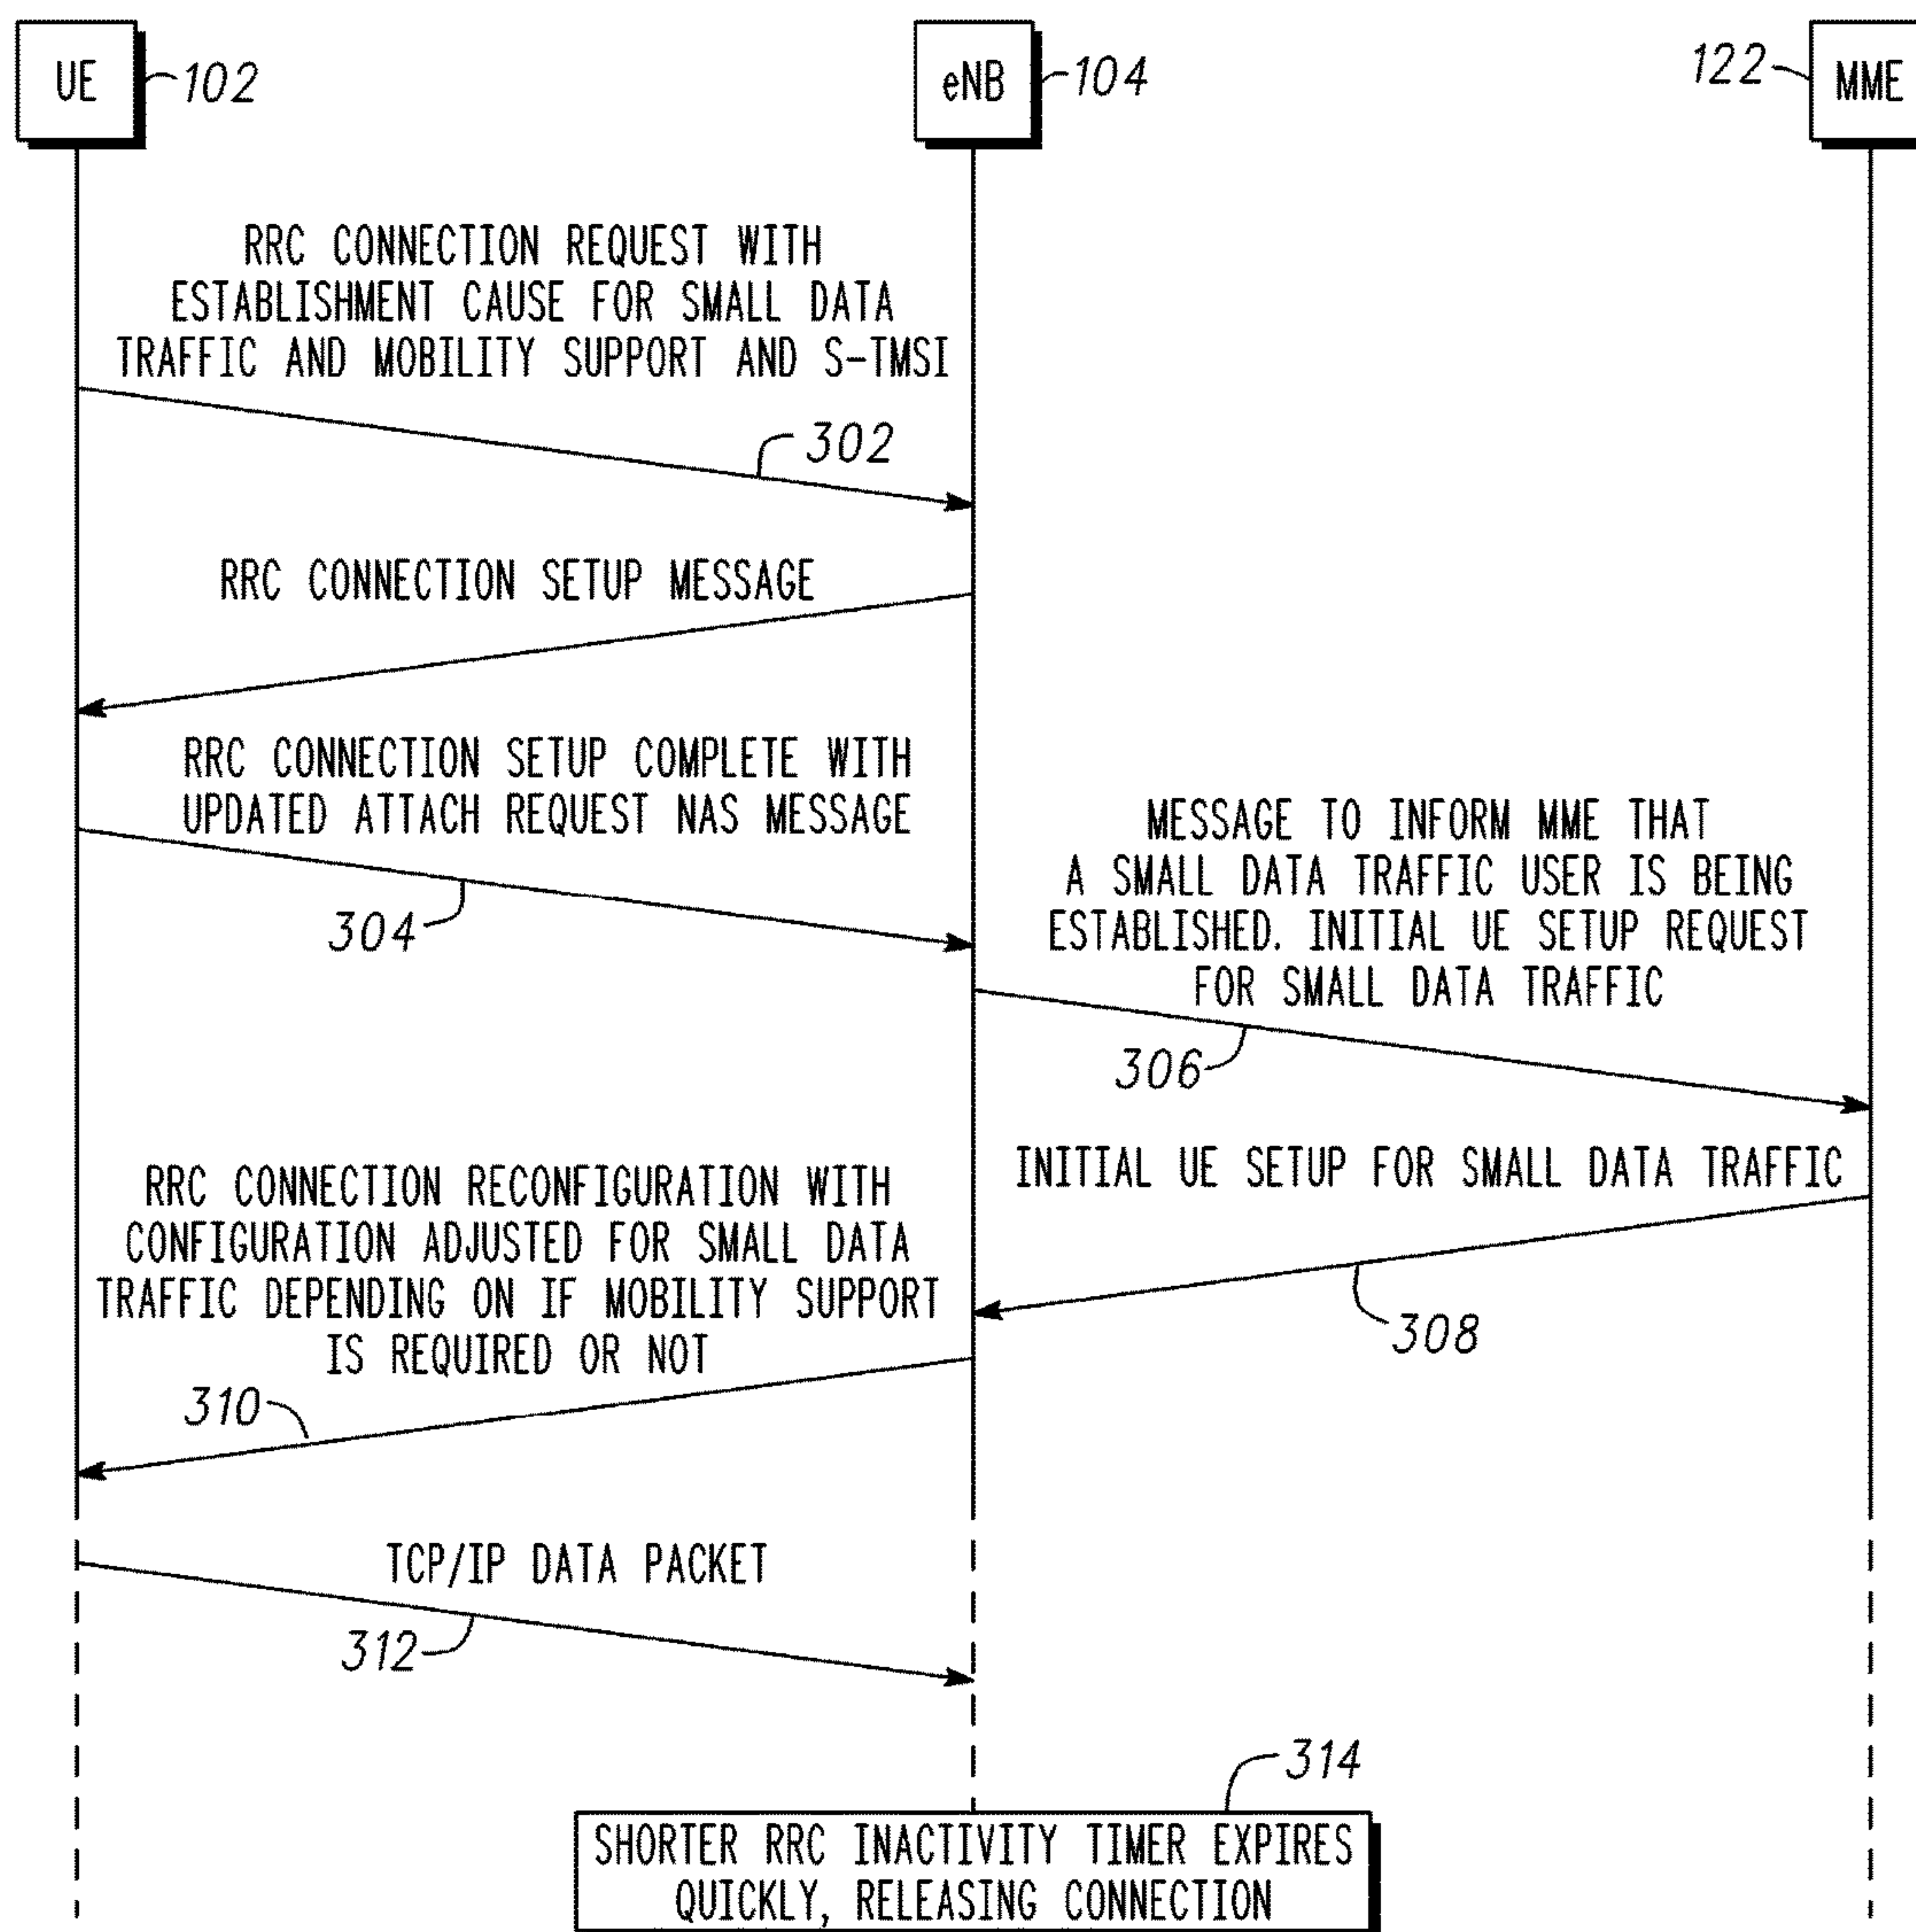 UE
102
eNB
104
122
MME
RRC CONNECTION REQUEST WITH
ESTABLISHMENT CAUSE FOR SMALL DATA
TRAFFIC AND MOBILITY SUPPORT AND S-TMSI
302
RRC CONNECTION SETUP MESSAGE
RRC CONNECTION SETUP COMPLETE WITH
UPDATED ATTACH REQUEST NAS MESSAGE
304
MESSAGE TO INFORM MME THAT
A SMALL DATA TRAFFIC USER IS BEING
ESTABLISHED. INITIAL UE SETUP REQUEST
FOR SMALL DATA TRAFFIC
306
INITIAL UE SETUP FOR SMALL DATA TRAFFIC
308
RRC CONNECTION RECONFIGURATION WITH
CONFIGURATION ADJUSTED FOR SMALL DATA
TRAFFIC DEPENDING ON IF MOBILITY SUPPORT
IS REQUIRED OR NOT
310
TCP/IP DATA PACKET
312
314
SHORTER RRC INACTIVITY TIMER EXPIRES
QUICKLY, RELEASING CONNECTION